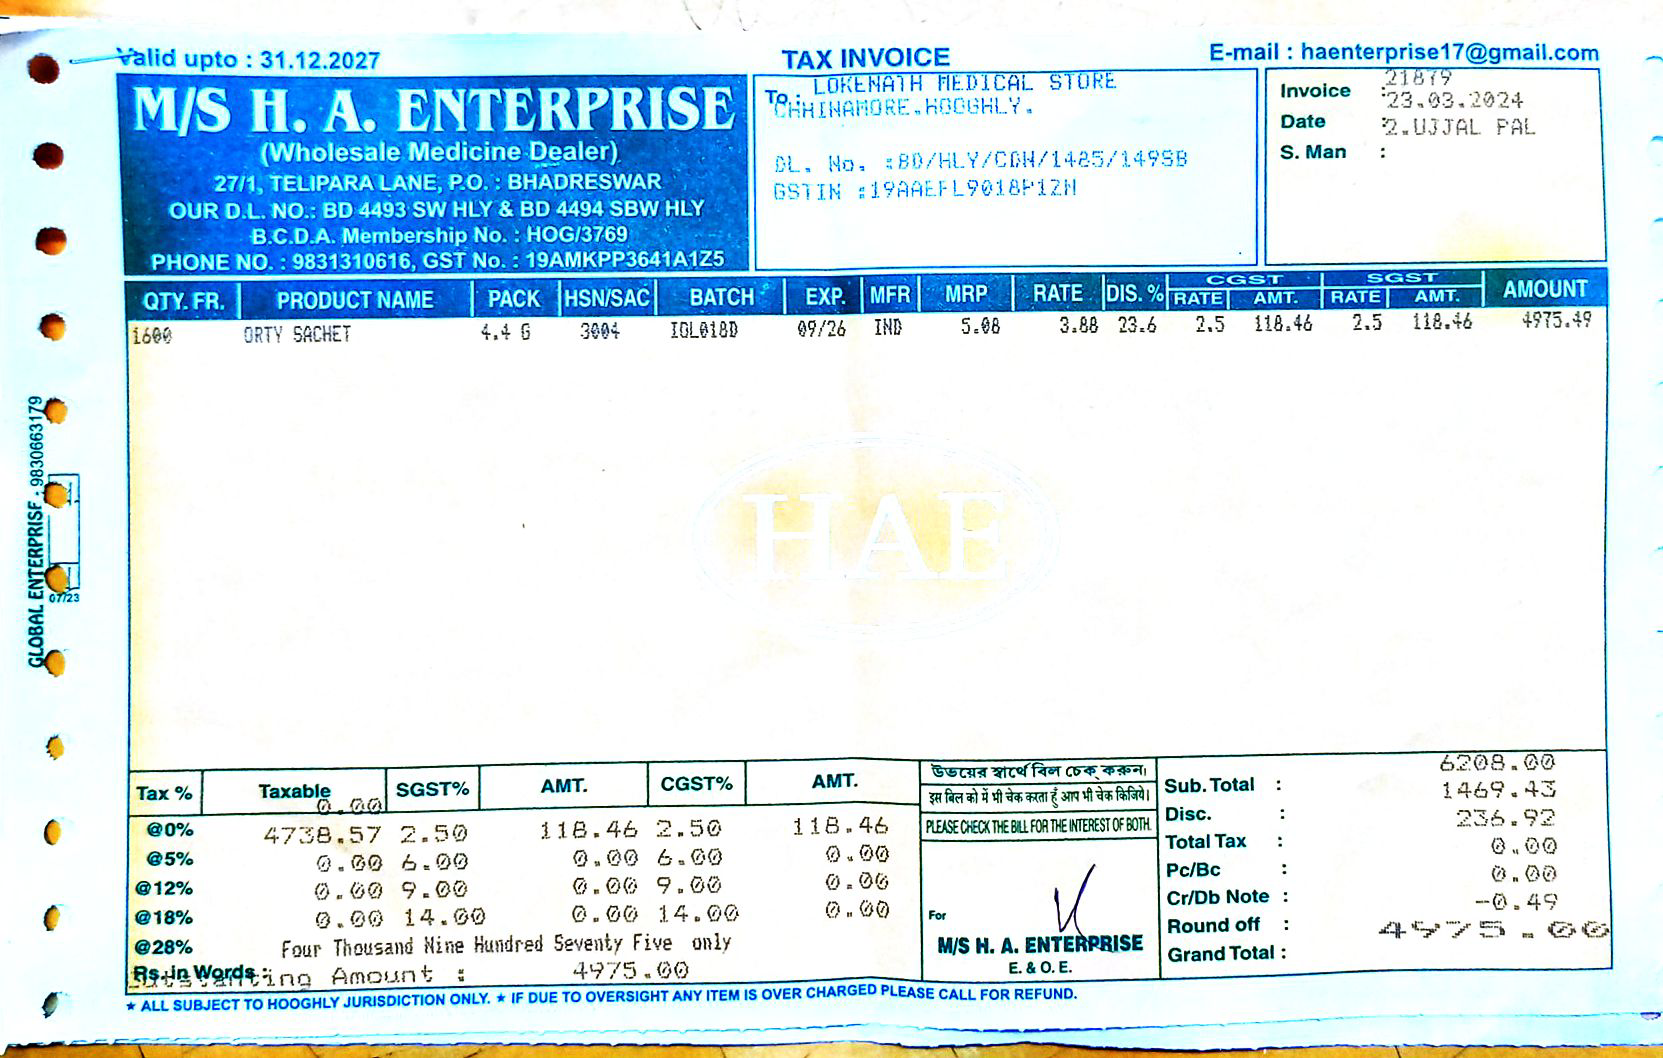 Valid upto : 31.12.2027
TAX INVOICE
E-mail : haenterprise17@gmail.com
M/S H. A. ENTERPRISE
(Wholesale Medicine Dealer)
27/1, TELIPARA LANE, P.O. : BHADRESWAR
OUR D.L. NO.: BD 4493 SW HLY & BD 4494 SBW HLY
B.C.D.A. Membership No. : HOG/3769
PHONE NO. : 9831310616, GST No. : 19AMKPP3641A1Z5
To : LOKENATH MEDICAL STORE
CHHINAMORE.HOOGHLY.
DL. No. :
GSTIN :
Invoice : 21879
Date : 23.03.2024
S. Man : 2.UJJAL PAL
QTY. FR. PRODUCT NAME PACK HSN/SAC BATCH EXP. MFR MRP RATE DIS. % CGST RATE AMT. SGST RATE AMT. AMOUNT
1600 ORTY SACHET 4.4 G 3004 IOL018D 09/26 IND 5.08 3.88 23.6 2.5 118.46 2.5 118.46 4975.49
HAE
GLOBAL ENTERPRISE : 9830663179
07/23
Tax % Taxable SGST% AMT. CGST% AMT.
0.00
@0% 4738.57 2.50 118.46 2.50 118.46
@5% 0.00 6.00 0.00 6.00 0.00
@12% 0.00 9.00 0.00 9.00 0.00
@18% 0.00 14.00 0.00 14.00 0.00
@28% Four Thousand Nine Hundred Seventy Five only
Rs. in Words :
Outstanting Amount : 4975.00
উভয়ের স্বার্থে বিল চেক্ করুন।
इस बिल को में भी चेक करता हूँ आप भी चेक किजिये।
PLEASE CHECK THE BILL FOR THE INTEREST OF BOTH.
For
M/S H. A. ENTERPRISE
E. & O. E.
6208.00
Sub. Total : 1469.43
Disc. : 236.92
Total Tax : 0.00
Pc/Bc : 0.00
Cr/Db Note : -0.49
Round off : 4975.00
Grand Total :
★ ALL SUBJECT TO HOOGHLY JURISDICTION ONLY. ★ IF DUE TO OVERSIGHT ANY ITEM IS OVER CHARGED PLEASE CALL FOR REFUND.